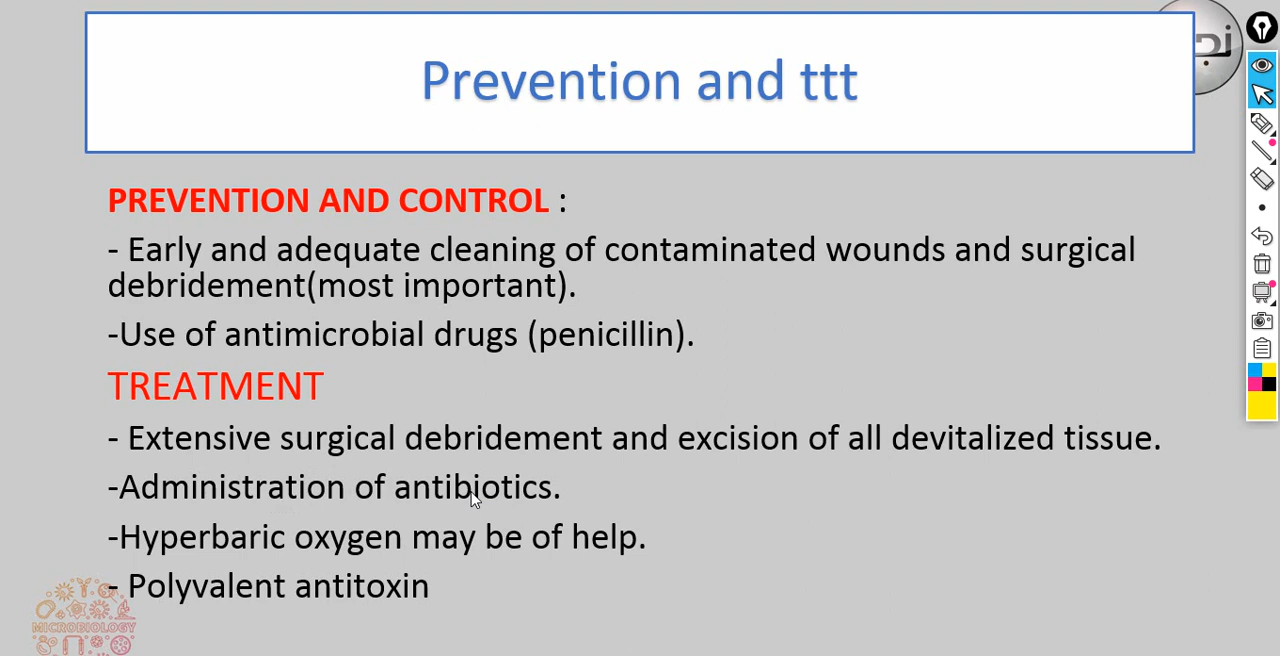 Prevention and ttt
PREVENTION AND CONTROL :
- Early and adequate cleaning of contaminated wounds and surgical
debridement(most important).
-Use of antimicrobial drugs (penicillin).
TREATMENT
- Extensive surgical debridement and excision of all devitalized tissue.
-Administration of antibiotics.
-Hyperbaric oxygen may be of help.
- Polyvalent antitoxin
MICROBIOLOGY